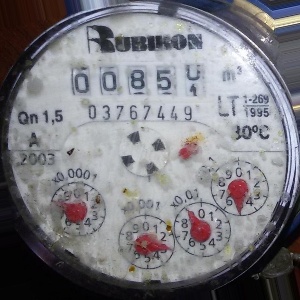 RUBIKON
0085
m³
Qn 1,5
03767449
LT 1-269
1995
A
30°C
2003
x0,0001
x0,001
x0,01
x0,1